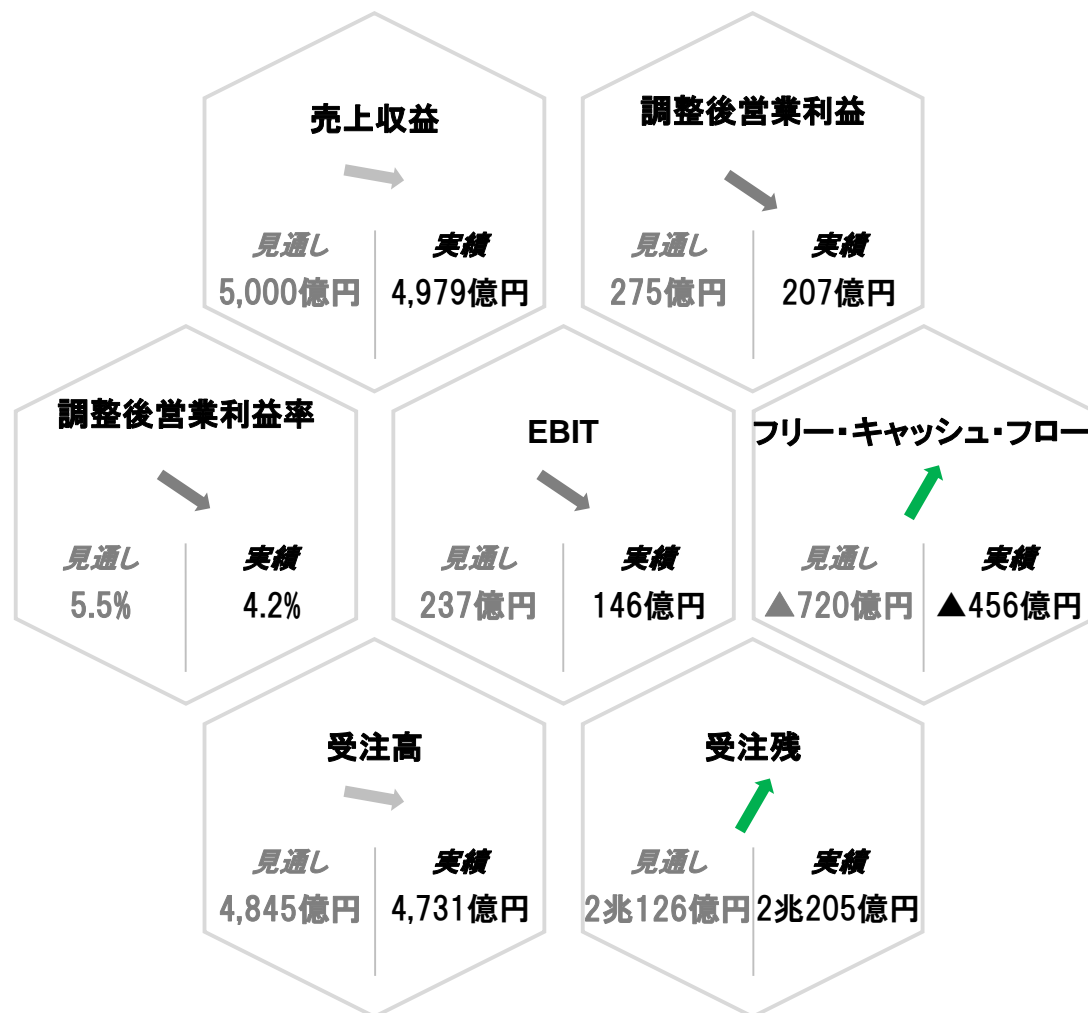 売上収益
見通し 実績
5,000億円 4,979億円
調整後営業利益
見通し 実績
275億円 207億円
調整後営業利益率
見通し 実績
5.5% 4.2%
EBIT
見通し 実績
237億円 146億円
フリー・キャッシュ・フロー
見通し 実績
▲720億円 ▲456億円
受注高
見通し 実績
4,845億円 4,731億円
受注残
見通し 実績
2兆126億円 2兆205億円